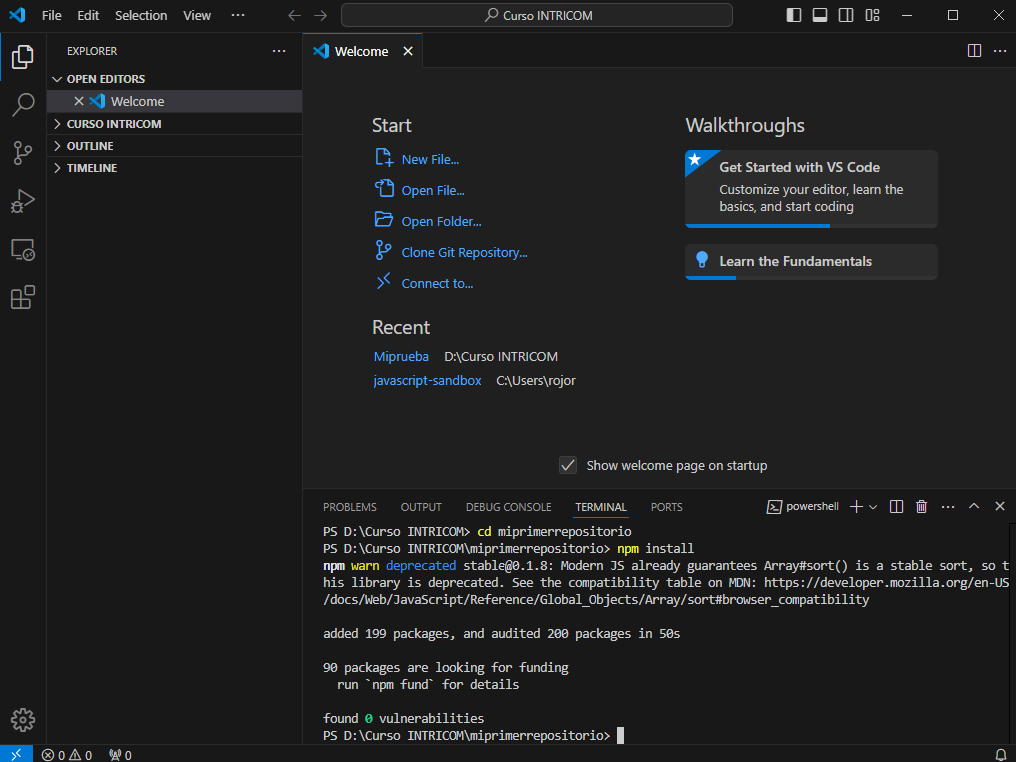 File Edit Selection View ··· Curso INTRICOM
EXPLORER
OPEN EDITORS
Welcome
CURSO INTRICOM
OUTLINE
TIMELINE
Welcome
Start
New File...
Open File...
Open Folder...
Clone Git Repository...
Connect to...
Recent
Miprueba D:\Curso INTRICOM
javascript-sandbox C:\Users\rojor
Walkthroughs
Get Started with VS Code
Customize your editor, learn the
basics, and start coding
Learn the Fundamentals
Show welcome page on startup
PROBLEMS OUTPUT DEBUG CONSOLE TERMINAL PORTS powershell
PS D:\Curso INTRICOM> cd miprimerrepositorio
PS D:\Curso INTRICOM\miprimerrepositorio> npm install
npm warn deprecated stable@0.1.8: Modern JS already guarantees Array#sort() is a stable sort, so t
his library is deprecated. See the compatibility table on MDN: https://developer.mozilla.org/en-US
/docs/Web/JavaScript/Reference/Global_Objects/Array/sort#browser_compatibility
added 199 packages, and audited 200 packages in 50s
90 packages are looking for funding
run `npm fund` for details
found 0 vulnerabilities
PS D:\Curso INTRICOM\miprimerrepositorio>
0 0 0